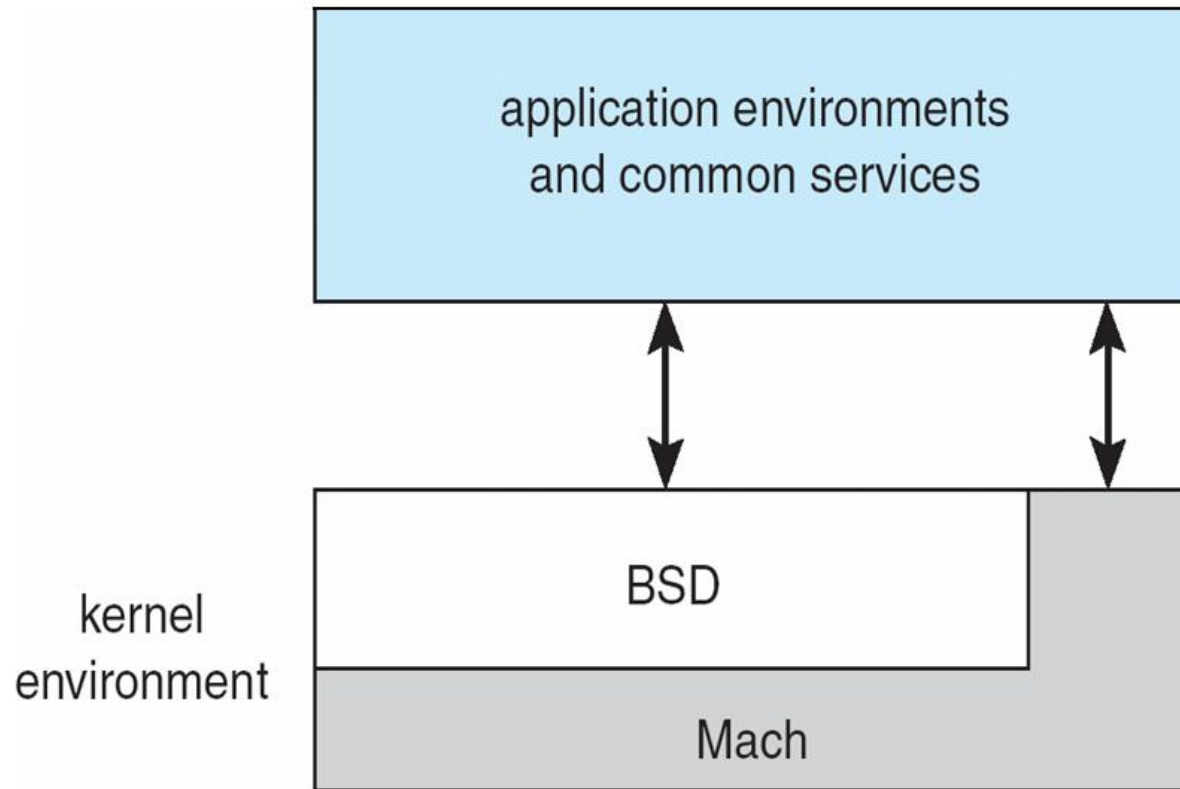 application environments
and common services
BSD
kernel
environment
Mach